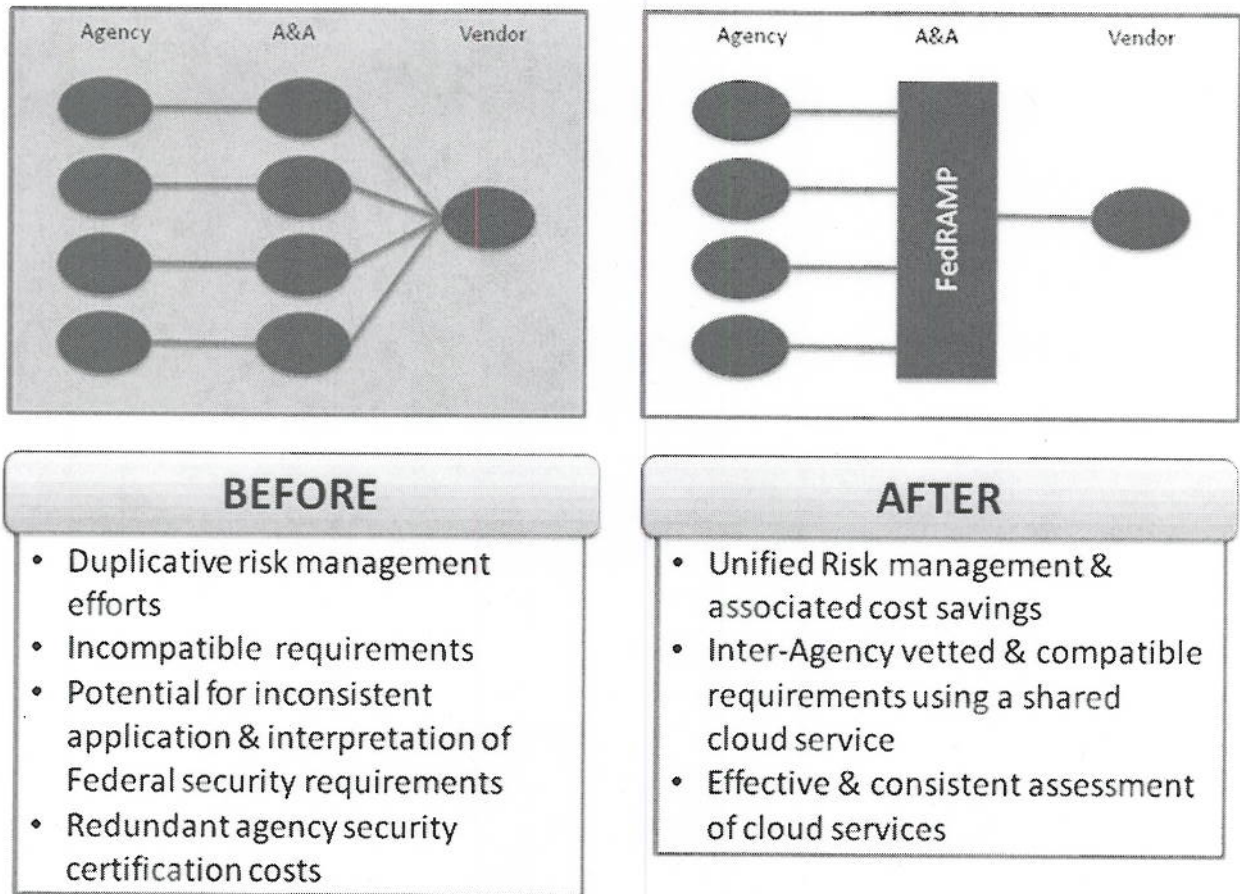 Agency A&A Vendor
Agency A&A Vendor
FedRAMP
BEFORE
• Duplicative risk management
efforts
• Incompatible requirements
• Potential for inconsistent
application & interpretation of
Federal security requirements
• Redundant agency security
certification costs
AFTER
• Unified Risk management &
associated cost savings
• Inter-Agency vetted & compatible
requirements using a shared
cloud service
• Effective & consistent assessment
of cloud services